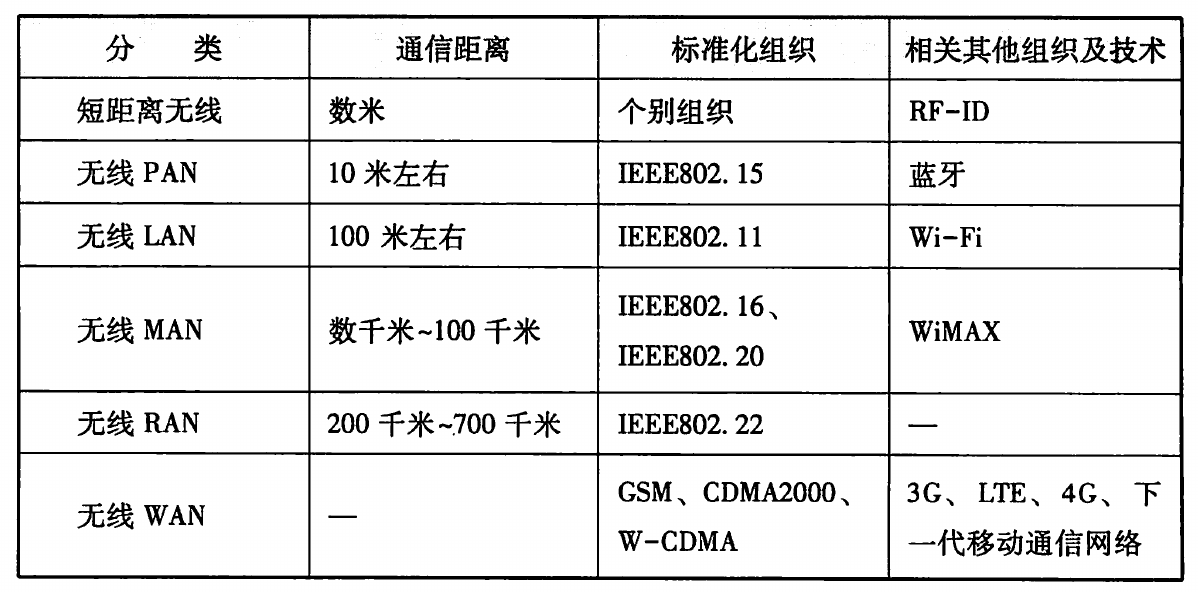 分 类 通信距离 标准化组织 相关其他组织及技术
短距离无线 数米 个别组织 RF-ID
无线 PAN 10 米左右 IEEE802. 15 蓝牙
无线 LAN 100 米左右 IEEE802. 11 Wi-Fi
无线 MAN 数千米~100 千米 IEEE802. 16、
IEEE802. 20 WiMAX
无线 RAN 200 千米~700 千米 IEEE802. 22 —
无线 WAN — GSM、CDMA2000、
W-CDMA 3G、LTE、4G、下
一代移动通信网络